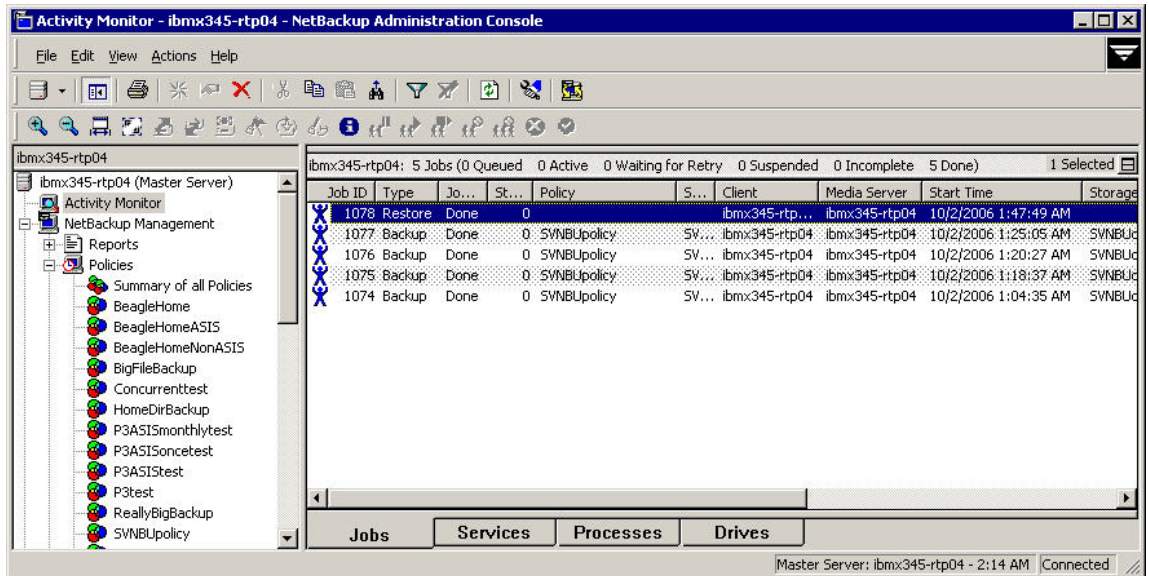 Activity Monitor - ibmx345-rtp04 - NetBackup Administration Console
File Edit View Actions Help
ibmx345-rtp04
ibmx345-rtp04 (Master Server)
Activity Monitor
NetBackup Management
Reports
Policies
Summary of all Policies
BeagleHome
BeagleHomeASIS
BeagleHomeNonASIS
BigFileBackup
Concurrenttest
HomeDirBackup
P3ASISmonthlytest
P3ASISoncetest
P3ASIStest
P3test
ReallyBigBackup
SVNBUpolicy
ibmx345-rtp04: 5 Jobs (0 Queued 0 Active 0 Waiting for Retry 0 Suspended 0 Incomplete 5 Done) 1 Selected
Job ID Type Jo... St... Policy S... Client Media Server Start Time Storage
1078 Restore Done 0 ibmx345-rtp... ibmx345-rtp04 10/2/2006 1:47:49 AM
1077 Backup Done 0 SVNBUpolicy SV... ibmx345-rtp04 ibmx345-rtp04 10/2/2006 1:25:05 AM SVNBUd
1076 Backup Done 0 SVNBUpolicy SV... ibmx345-rtp04 ibmx345-rtp04 10/2/2006 1:20:27 AM SVNBUd
1075 Backup Done 0 SVNBUpolicy SV... ibmx345-rtp04 ibmx345-rtp04 10/2/2006 1:18:37 AM SVNBUd
1074 Backup Done 0 SVNBUpolicy SV... ibmx345-rtp04 ibmx345-rtp04 10/2/2006 1:04:35 AM SVNBUd
Jobs Services Processes Drives
Master Server: ibmx345-rtp04 - 2:14 AM Connected